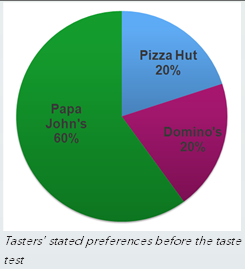 Pizza Hut
20%
Papa
John's
60%
Domino's
20%
Tasters' stated preferences before the taste
test